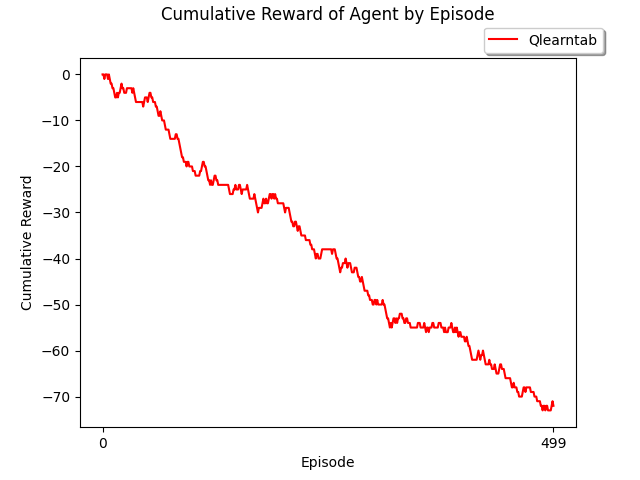 Cumulative Reward of Agent by Episode
Qlearntab
0
−10
−20
−30
−40
−50
−60
−70
Cumulative Reward
0
499
Episode